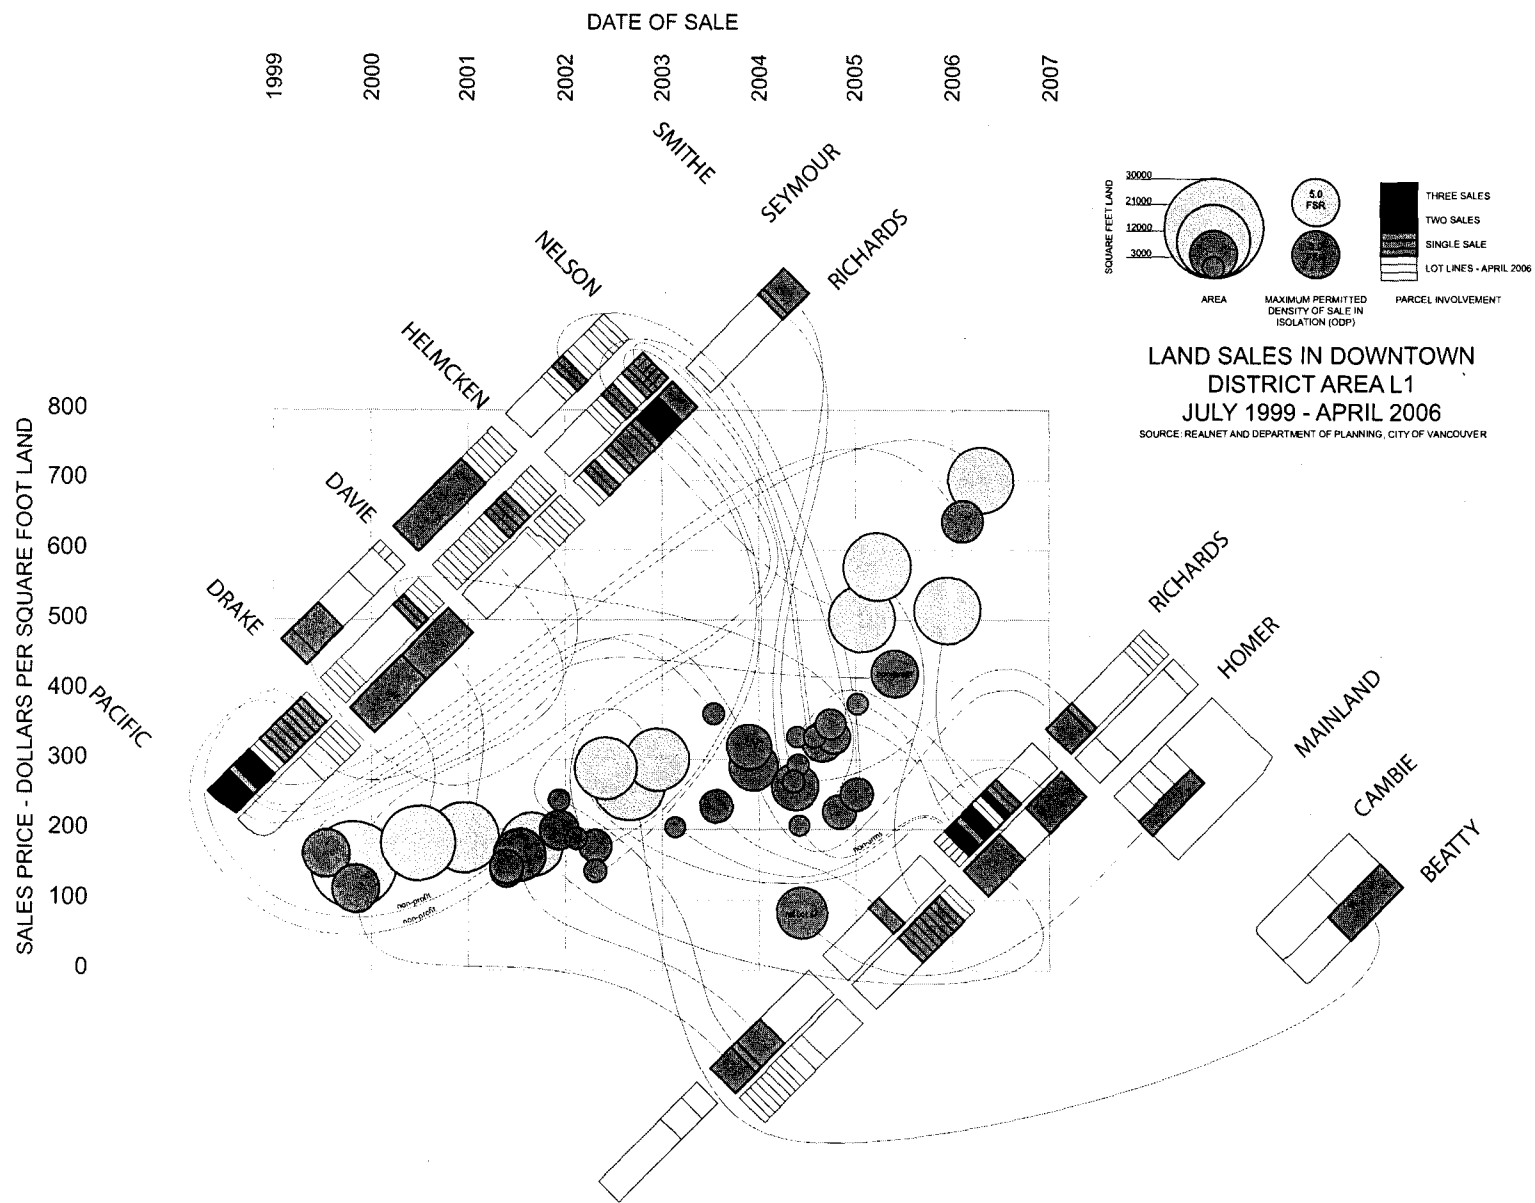 DATE OF SALE
1999
2000
2001
2002
2003
2004
2005
2006
2007
SMITHE
SEYMOUR
RICHARDS
NELSON
HELMCKEN
DAVIE
DRAKE
PACIFIC
SALES PRICE - DOLLARS PER SQUARE FOOT LAND
800
700
600
500
400
300
200
100
0
SQUARE FEET LAND
30000
21000
12000
3000
AREA
5.0
FSR
FSR
MAXIMUM PERMITTED
DENSITY OF SALE IN
ISOLATION (ODP)
THREE SALES
TWO SALES
SINGLE SALE
LOT LINES - APRIL 2006
PARCEL INVOLVEMENT
LAND SALES IN DOWNTOWN
DISTRICT AREA L1
JULY 1999 - APRIL 2006
SOURCE: REALNET AND DEPARTMENT OF PLANNING, CITY OF VANCOUVER
RICHARDS
HOMER
MAINLAND
CAMBIE
BEATTY
non-profit
non-profit